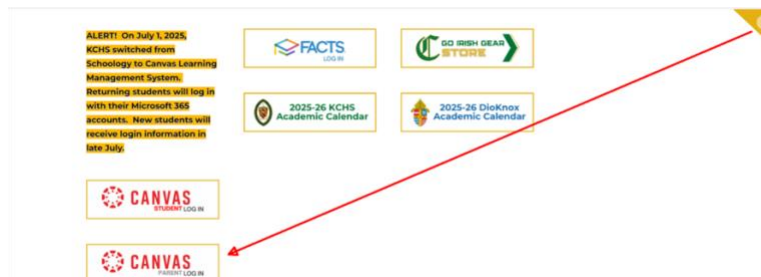 ALERT! On July 1, 2025,
KCHS switched from
Schoology to Canvas Learning
Management System.
Returning students will log in
with their Microsoft 365
accounts. New students will
receive login information in
late July.
FACTS
LOG IN
GO IRISH GEAR
STORE
2025-26 KCHS
Academic Calendar
2025-26 DioKnox
Academic Calendar
CANVAS
STUDENT LOG IN
CANVAS
PARENT LOG IN